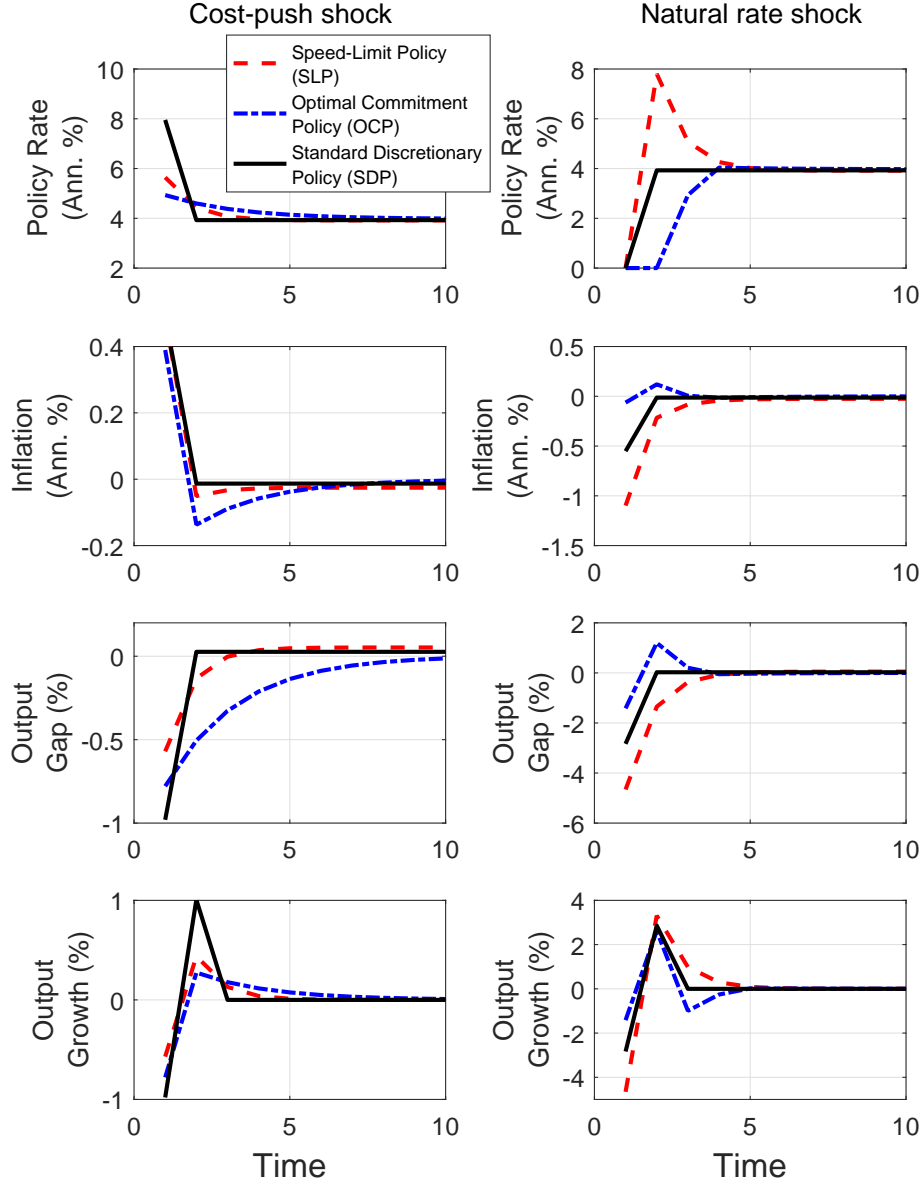 Cost-push shock
Natural rate shock
Speed-Limit Policy
(SLP)
Optimal Commitment
Policy (OCP)
Standard Discretionary
Policy (SDP)
Policy Rate
(Ann. %)
10
8
6
4
2
0
5
10
Policy Rate
(Ann. %)
8
6
4
2
0
0
5
10
Inflation
(Ann. %)
0.4
0.2
0
-0.2
0
5
10
Inflation
(Ann. %)
0.5
0
-0.5
-1
-1.5
0
5
10
Output
Gap (%)
0
-0.5
-1
0
5
10
Output
Gap (%)
2
0
-2
-4
-6
0
5
10
Output
Growth (%)
1
0
-1
0
5
10
Time
Output
Growth (%)
4
2
0
-2
-4
0
5
10
Time